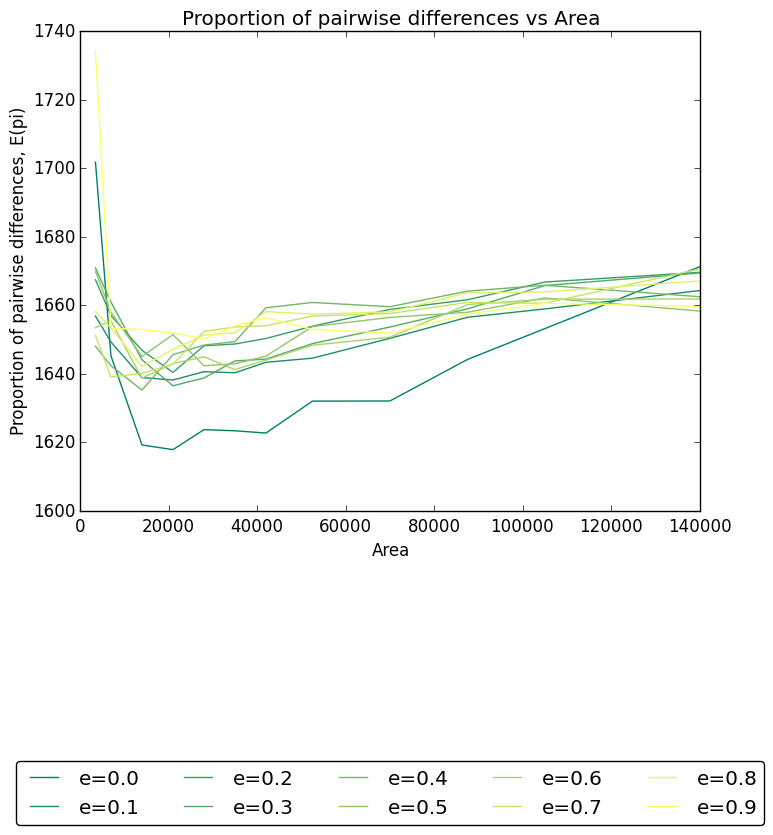 Proportion of pairwise differences vs Area
Proportion of pairwise differences, E(pi)
1740
1720
1700
1680
1660
1640
1620
1600
0 20000 40000 60000 80000 100000 120000 140000
Area
e=0.0 e=0.2 e=0.4 e=0.6 e=0.8
e=0.1 e=0.3 e=0.5 e=0.7 e=0.9